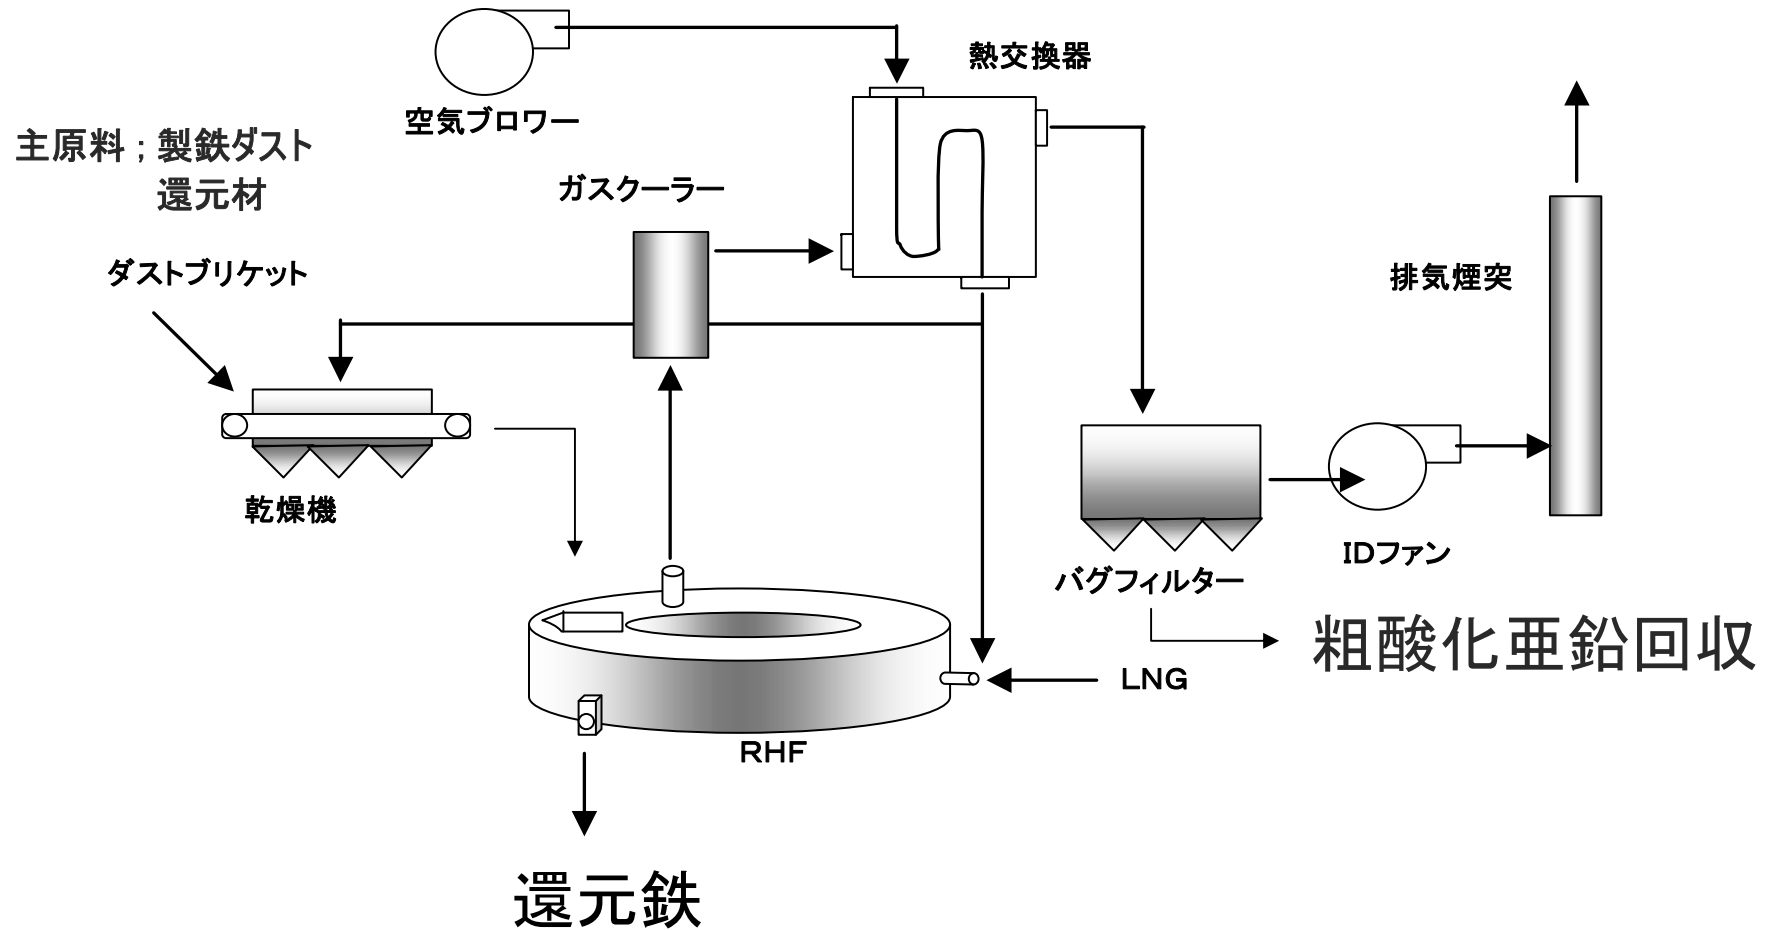 熱交換器
空気ブロワー
主原料；製鉄ダスト
還元材
ガスクーラー
ダストブリケット
排気煙突
乾燥機
IDファン
バグフィルター
粗酸化亜鉛回収
LNG
RHF
還元鉄